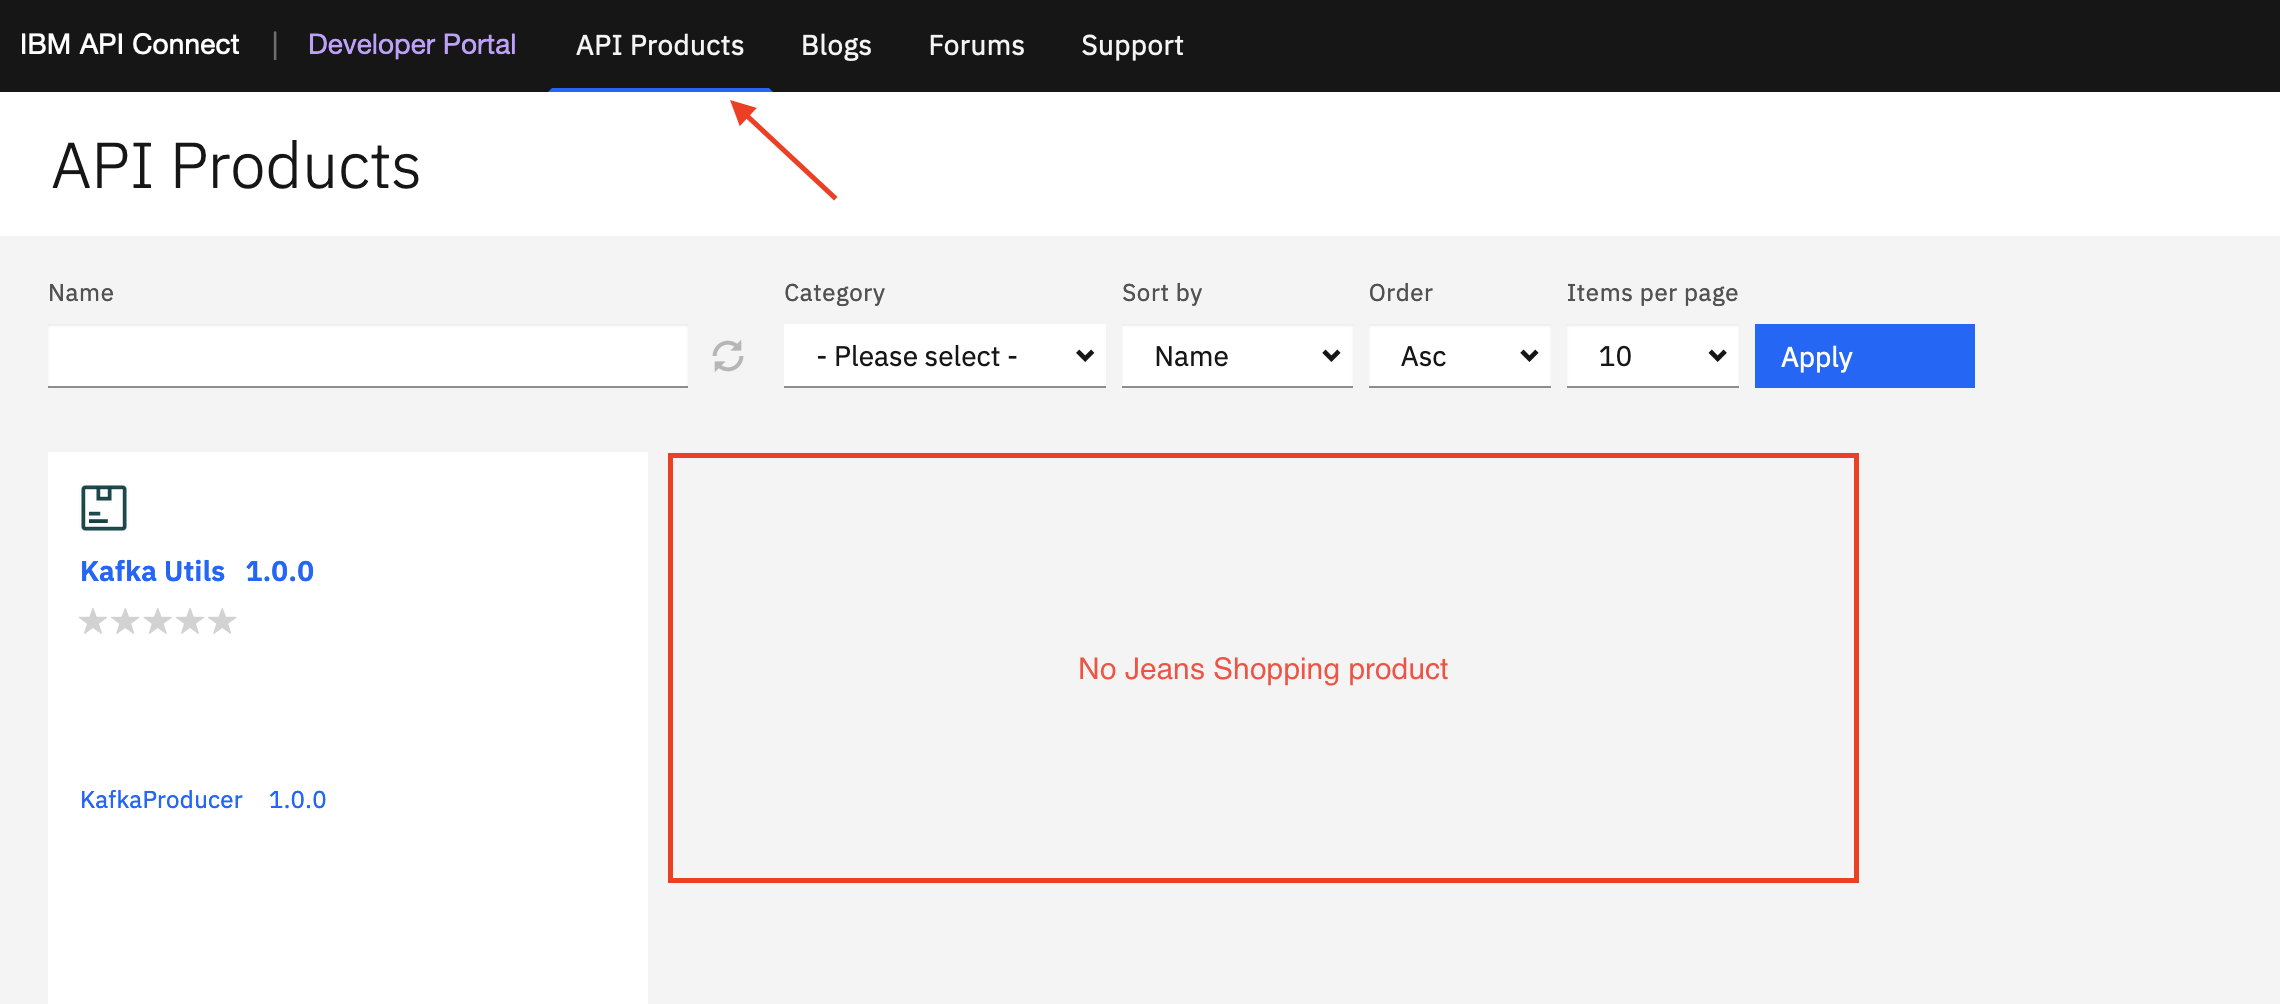 IBM API Connect | Developer Portal API Products Blogs Forums Support
API Products
Name Category Sort by Order Items per page
- Please select - Name Asc 10 Apply
Kafka Utils 1.0.0
No Jeans Shopping product
KafkaProducer 1.0.0